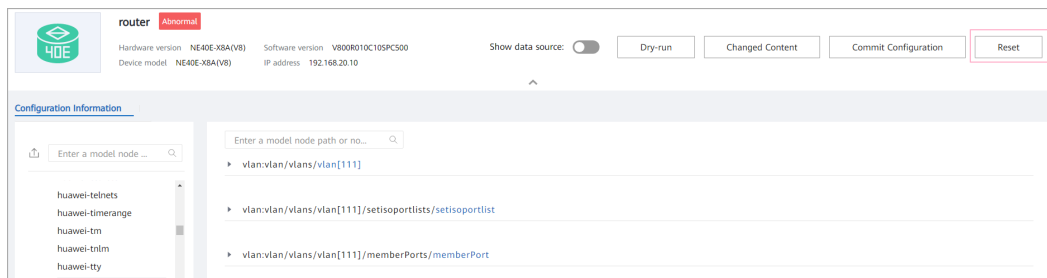 router Abnormal
40E
Hardware version NE40E-X8A(V8) Software version V800R010C10SPC500
Device model NE40E-X8A(V8) IP address 192.168.20.10
Show data source: Dry-run Changed Content Commit Configuration Reset
Configuration Information
Enter a model node ...
huawei-telnets
huawei-timerange
huawei-tm
huawei-tnlm
huawei-tty
Enter a model node path or no...
vlan:vlan/vlans/vlan[111]
vlan:vlan/vlans/vlan[111]/setisoportlists/setisoportlist
vlan:vlan/vlans/vlan[111]/memberPorts/memberPort